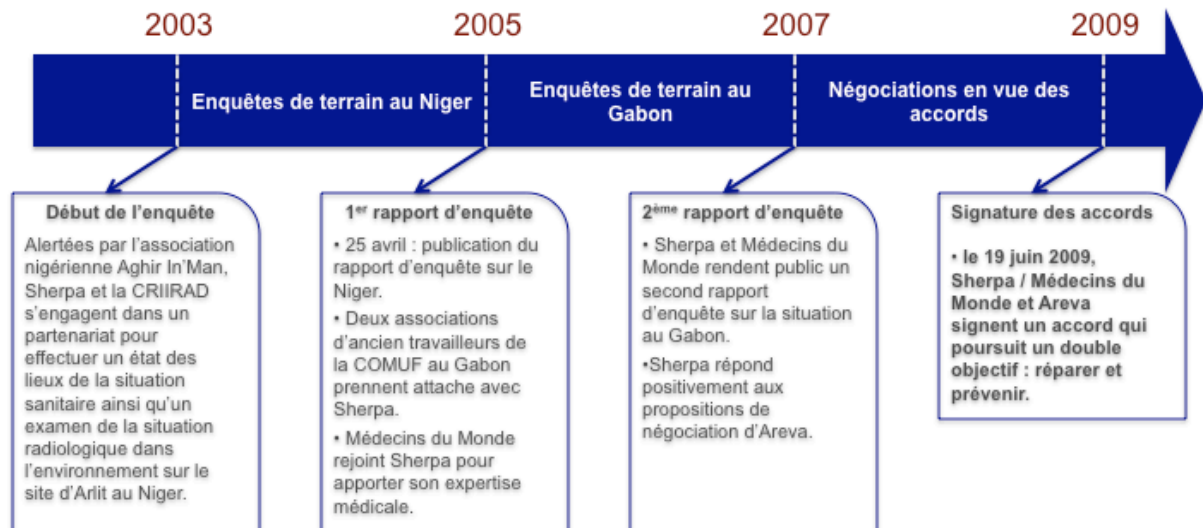 2003
2005
2007
2009
Enquêtes de terrain au Niger
Enquêtes de terrain au
Gabon
Négociations en vue des
accords
Début de l'enquête
Alertées par l'association
nigérienne Aghir In'Man,
Sherpa et la CRIIRAD
s'engagent dans un
partenariat pour
effectuer un état des
lieux de la situation
sanitaire ainsi qu'un
examen de la situation
radiologique dans
l'environnement sur le
site d'Arlit au Niger.
1er rapport d'enquête
• 25 avril : publication du
rapport d'enquête sur le
Niger.
• Deux associations
d'ancien travailleurs de
la COMUF au Gabon
prennent attache avec
Sherpa.
• Médecins du Monde
rejoint Sherpa pour
apporter son expertise
médicale.
2ème rapport d'enquête
• Sherpa et Médecins du
Monde rendent public un
second rapport
d'enquête sur la situation
au Gabon.
•Sherpa répond
positivement aux
propositions de
négociation d'Areva.
Signature des accords
• le 19 juin 2009,
Sherpa / Médecins du
Monde et Areva
signent un accord qui
poursuit un double
objectif : réparer et
prévenir.